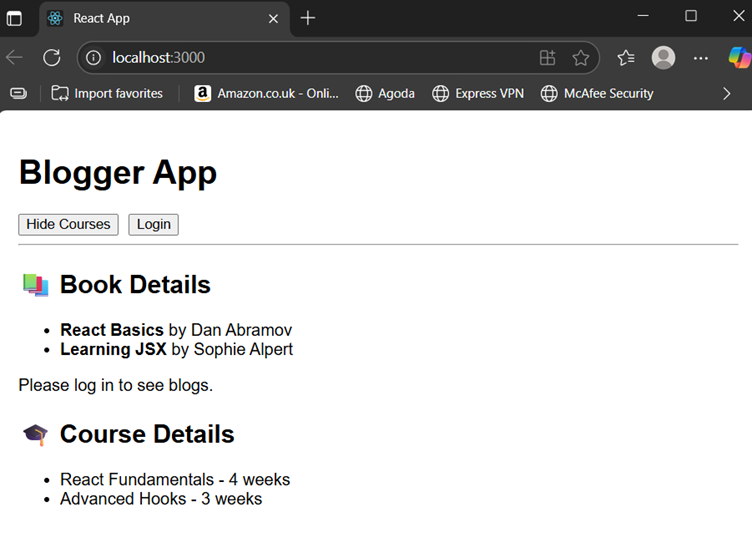 React App
localhost:3000
Import favorites
a Amazon.co.uk - Onli...
Agoda
Express VPN
McAfee Security
Blogger App
Hide Courses
Login
Book Details
React Basics by Dan Abramov
Learning JSX by Sophie Alpert
Please log in to see blogs.
Course Details
React Fundamentals - 4 weeks
Advanced Hooks - 3 weeks